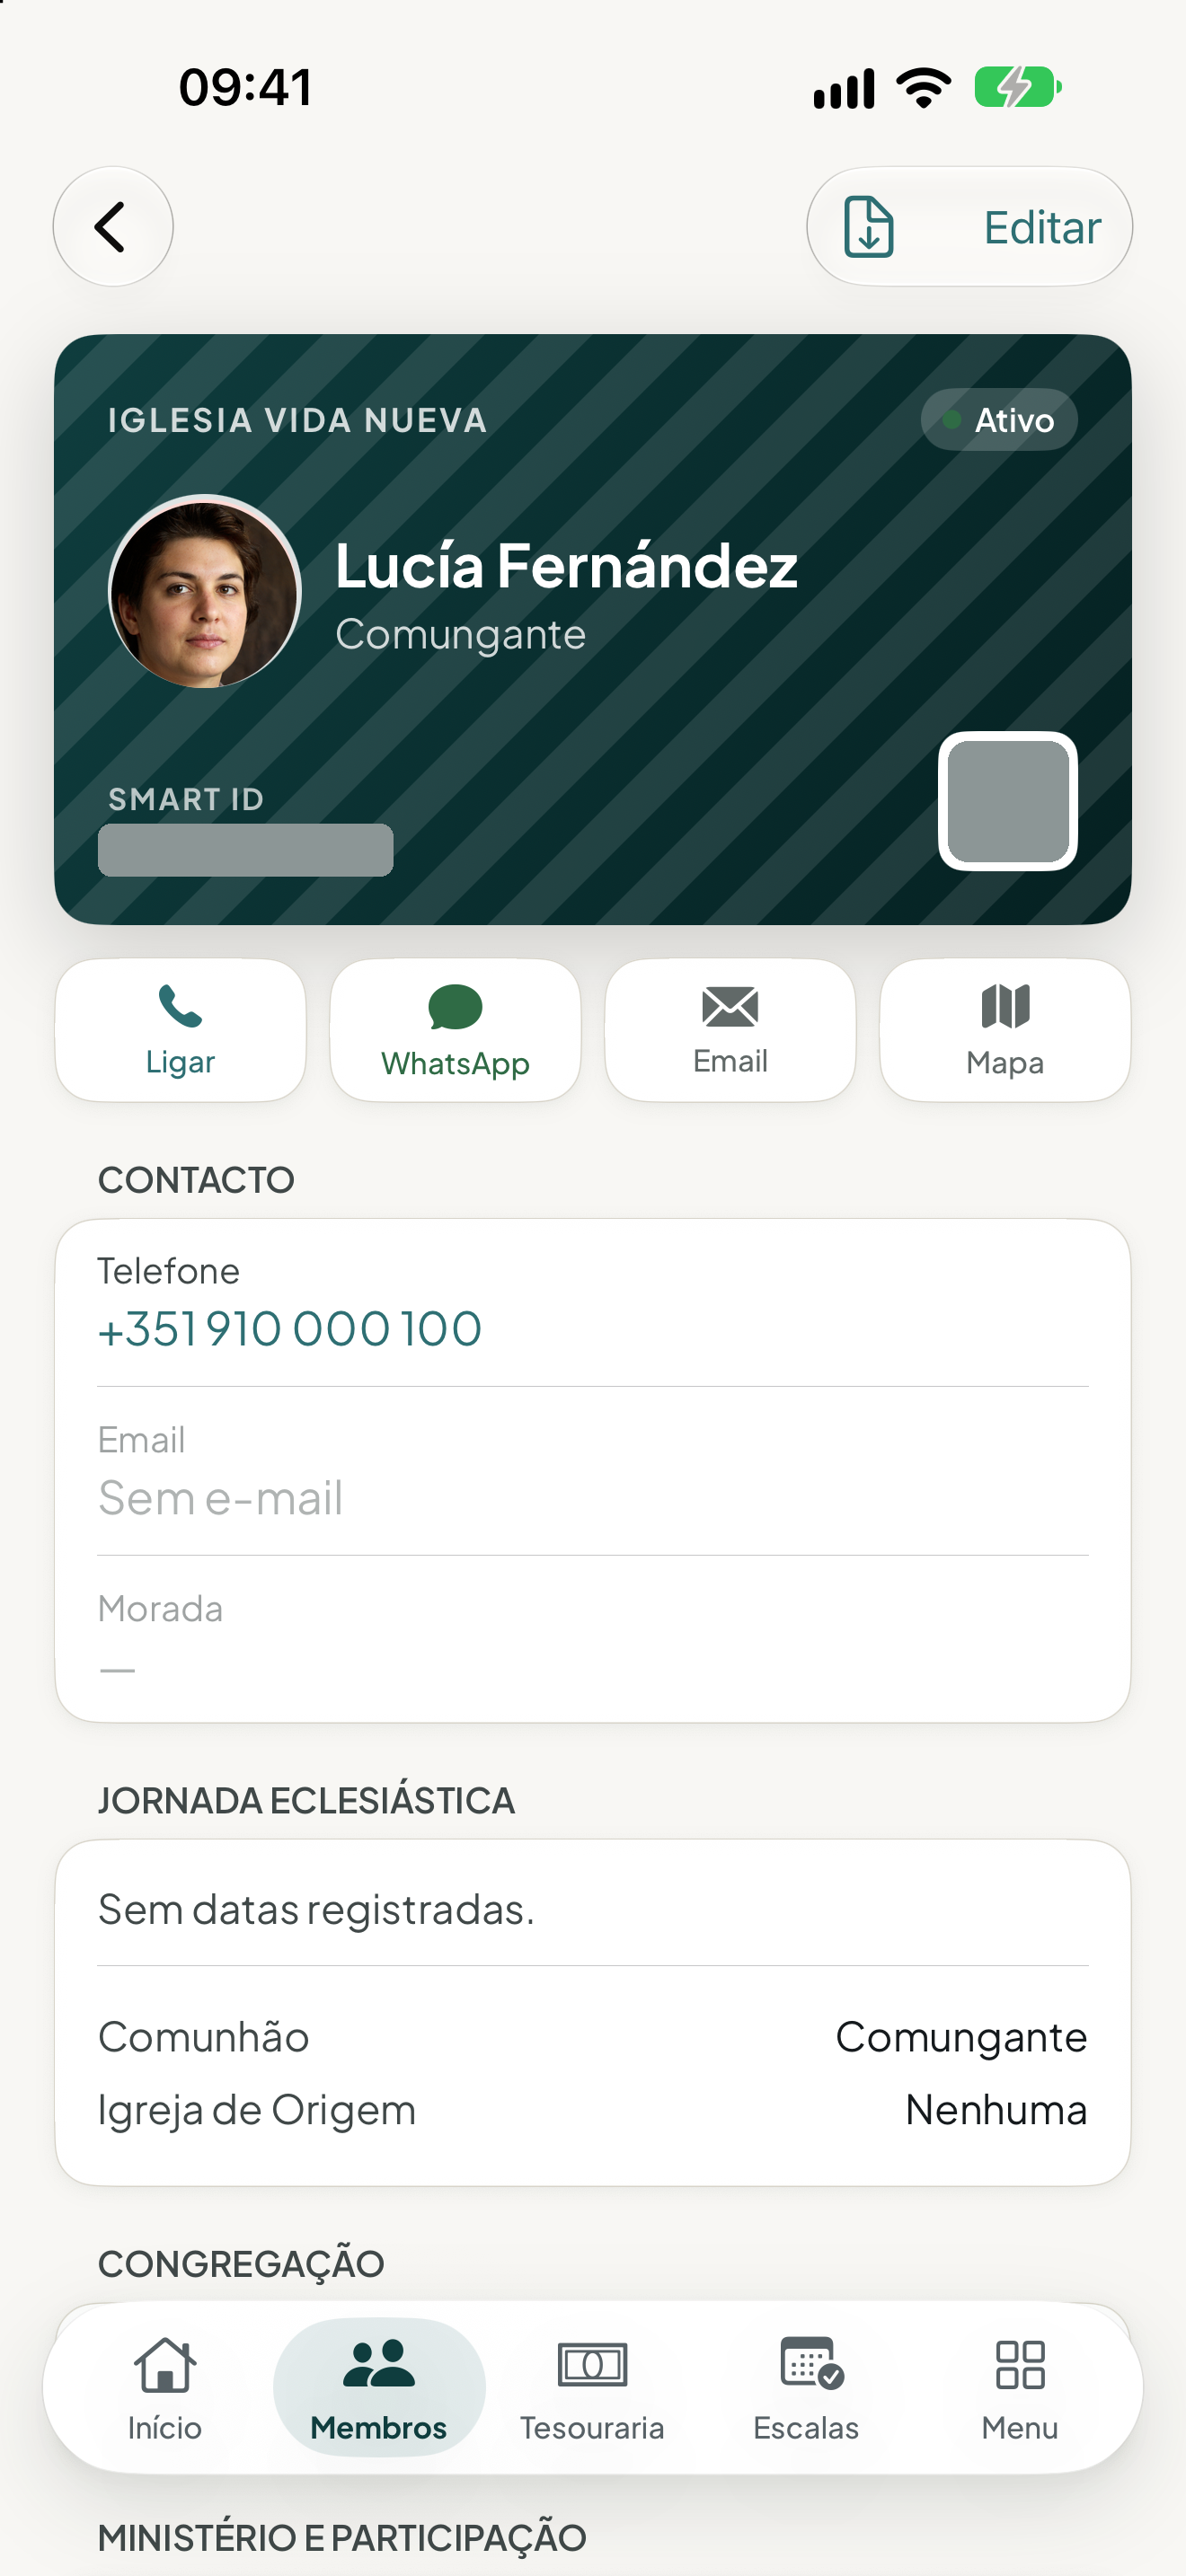 09:41
Editar
IGLESIA VIDA NUEVA
Ativo
Lucía Fernández
Comungante
SMART ID
Ligar
WhatsApp
Email
Mapa
CONTACTO
Telefone
+351 910 000 100
Email
Sem e-mail
Morada
—
JORNADA ECLESIÁSTICA
Sem datas registradas.
Comunhão Comungante
Igreja de Origem Nenhuma
CONGREGAÇÃO
Início
Membros
Tesouraria
Escalas
Menu
MINISTÉRIO E PARTICIPAÇÃO